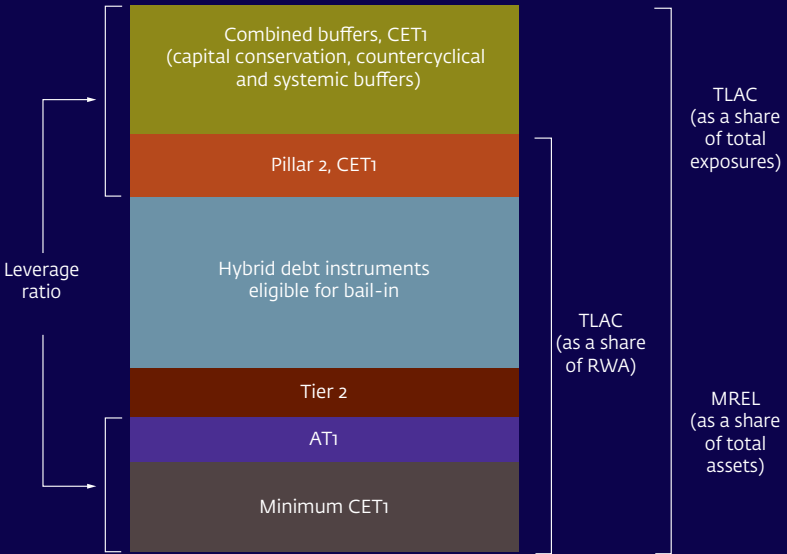 Combined buffers, CET1
(capital conservation, countercyclical
and systemic buffers)
Pillar 2, CET1
Hybrid debt instruments
eligible for bail-in
Tier 2
AT1
Minimum CET1
Leverage
ratio
TLAC
(as a share
of RWA)
TLAC
(as a share
of total
exposures)
MREL
(as a share
of total
assets)